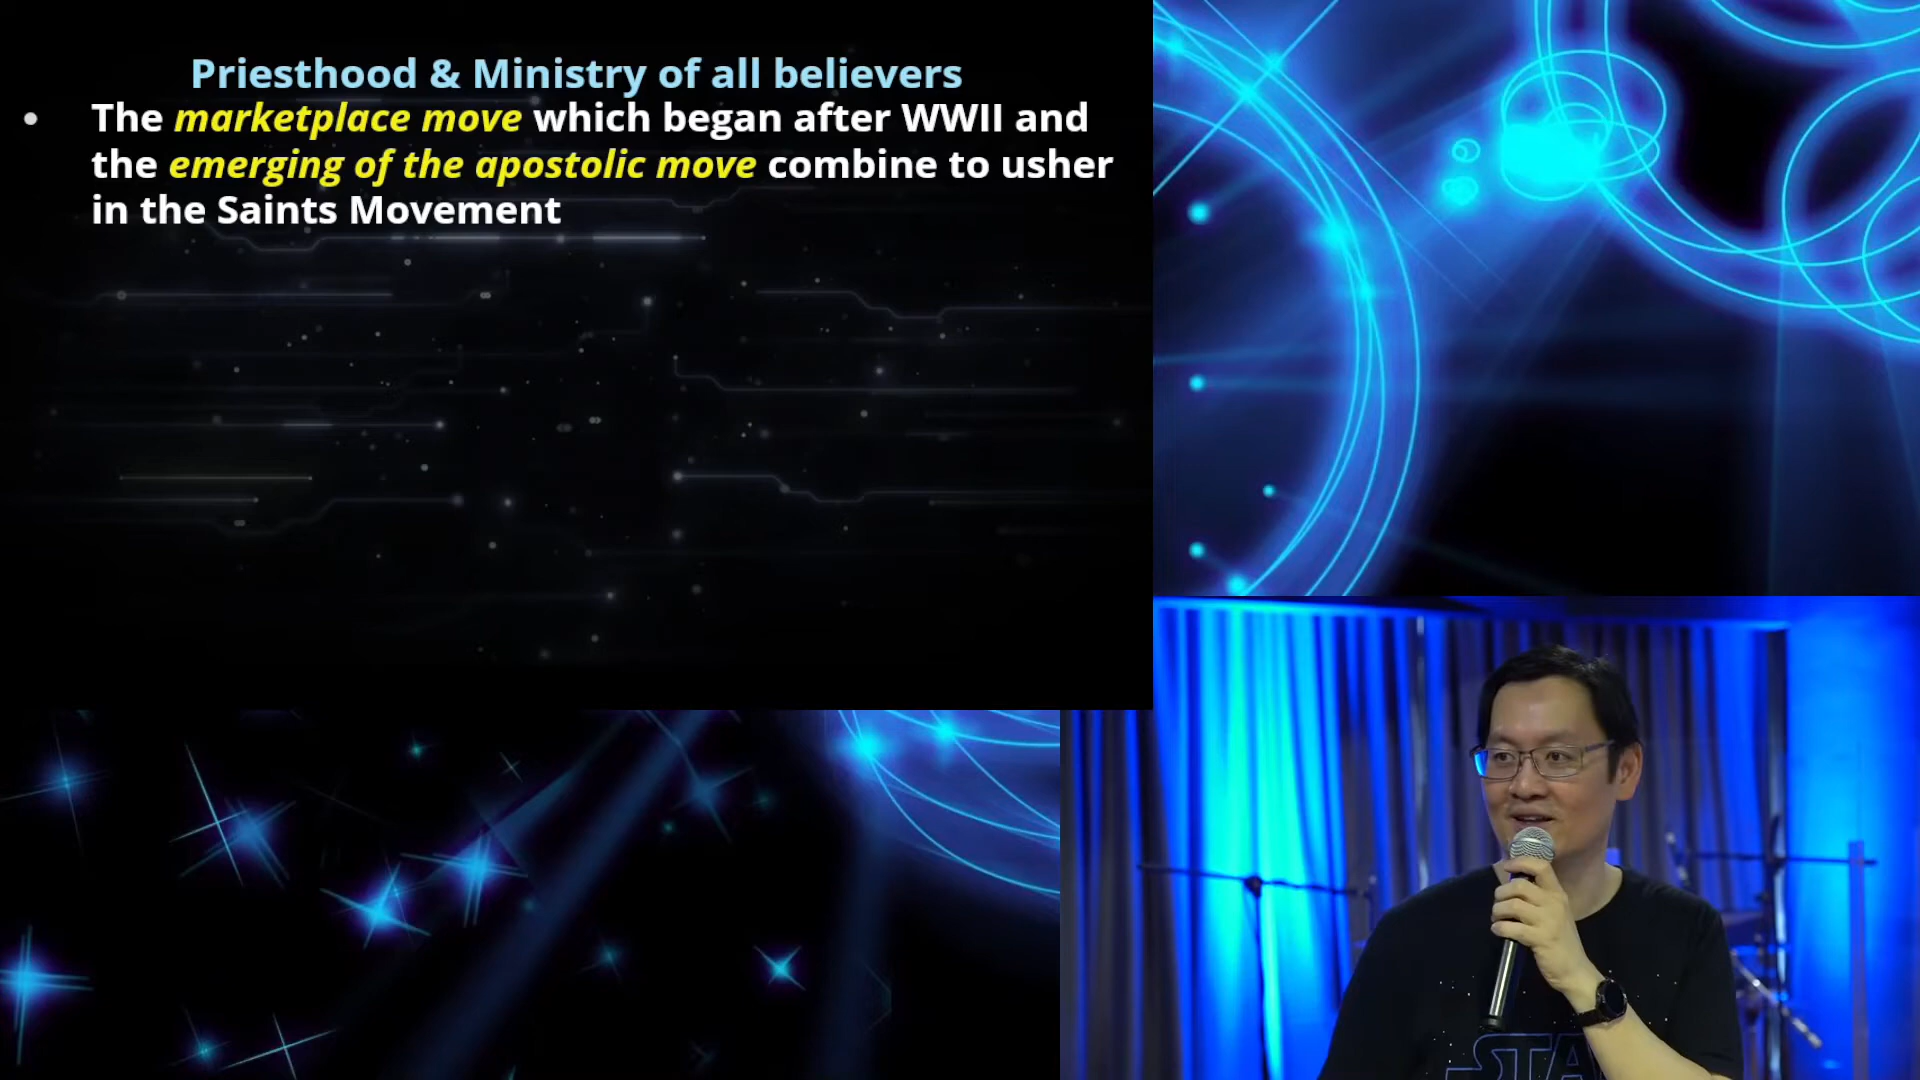 Priesthood & Ministry of all believers
• The marketplace move which began after WWII and
the emerging of the apostolic move combine to usher
in the Saints Movement
STA